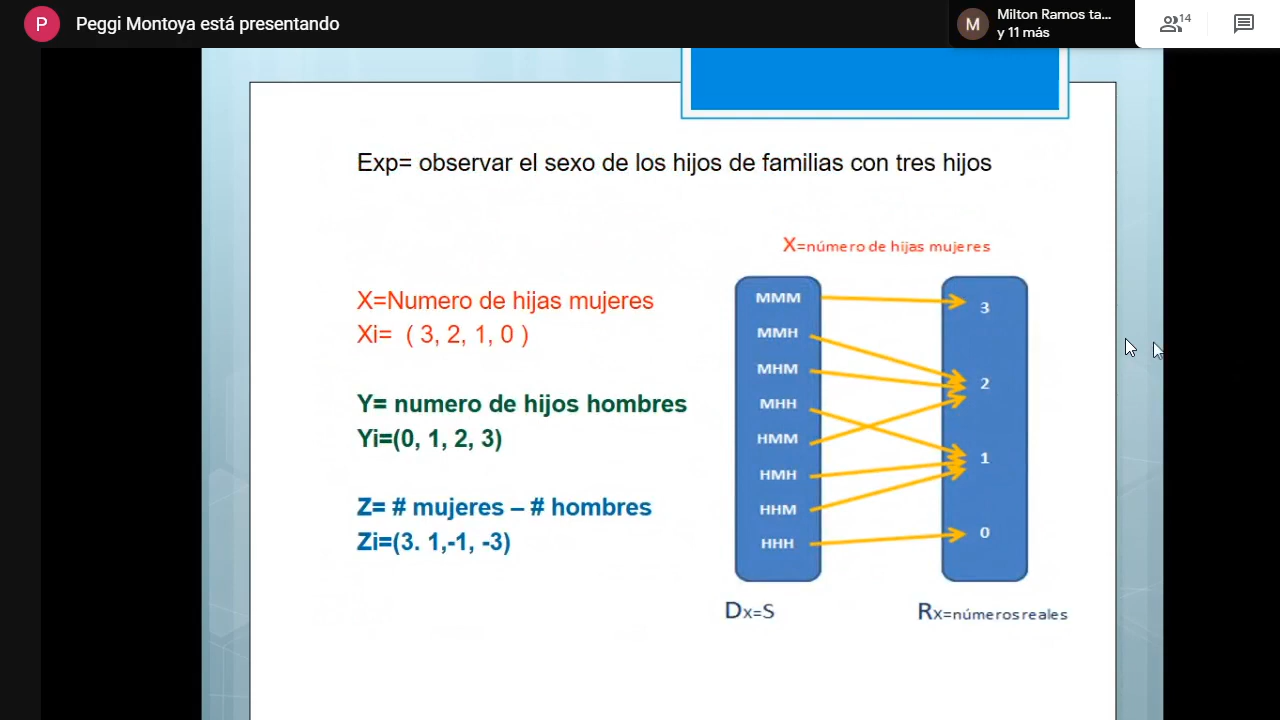 P Peggi Montoya está presentando
M Milton Ramos ta...
y 11 más
14
Exp= observar el sexo de los hijos de familias con tres hijos
X=Numero de hijas mujeres
Xi= ( 3, 2, 1, 0 )
Y= numero de hijos hombres
Yi=(0, 1, 2, 3)
Z= # mujeres – # hombres
Zi=(3. 1,-1, -3)
X=número de hijas mujeres
MMM
MMH
MHM
MHH
HMM
HMH
HHM
HHH
3
2
1
0
Dx=S
Rx=números reales